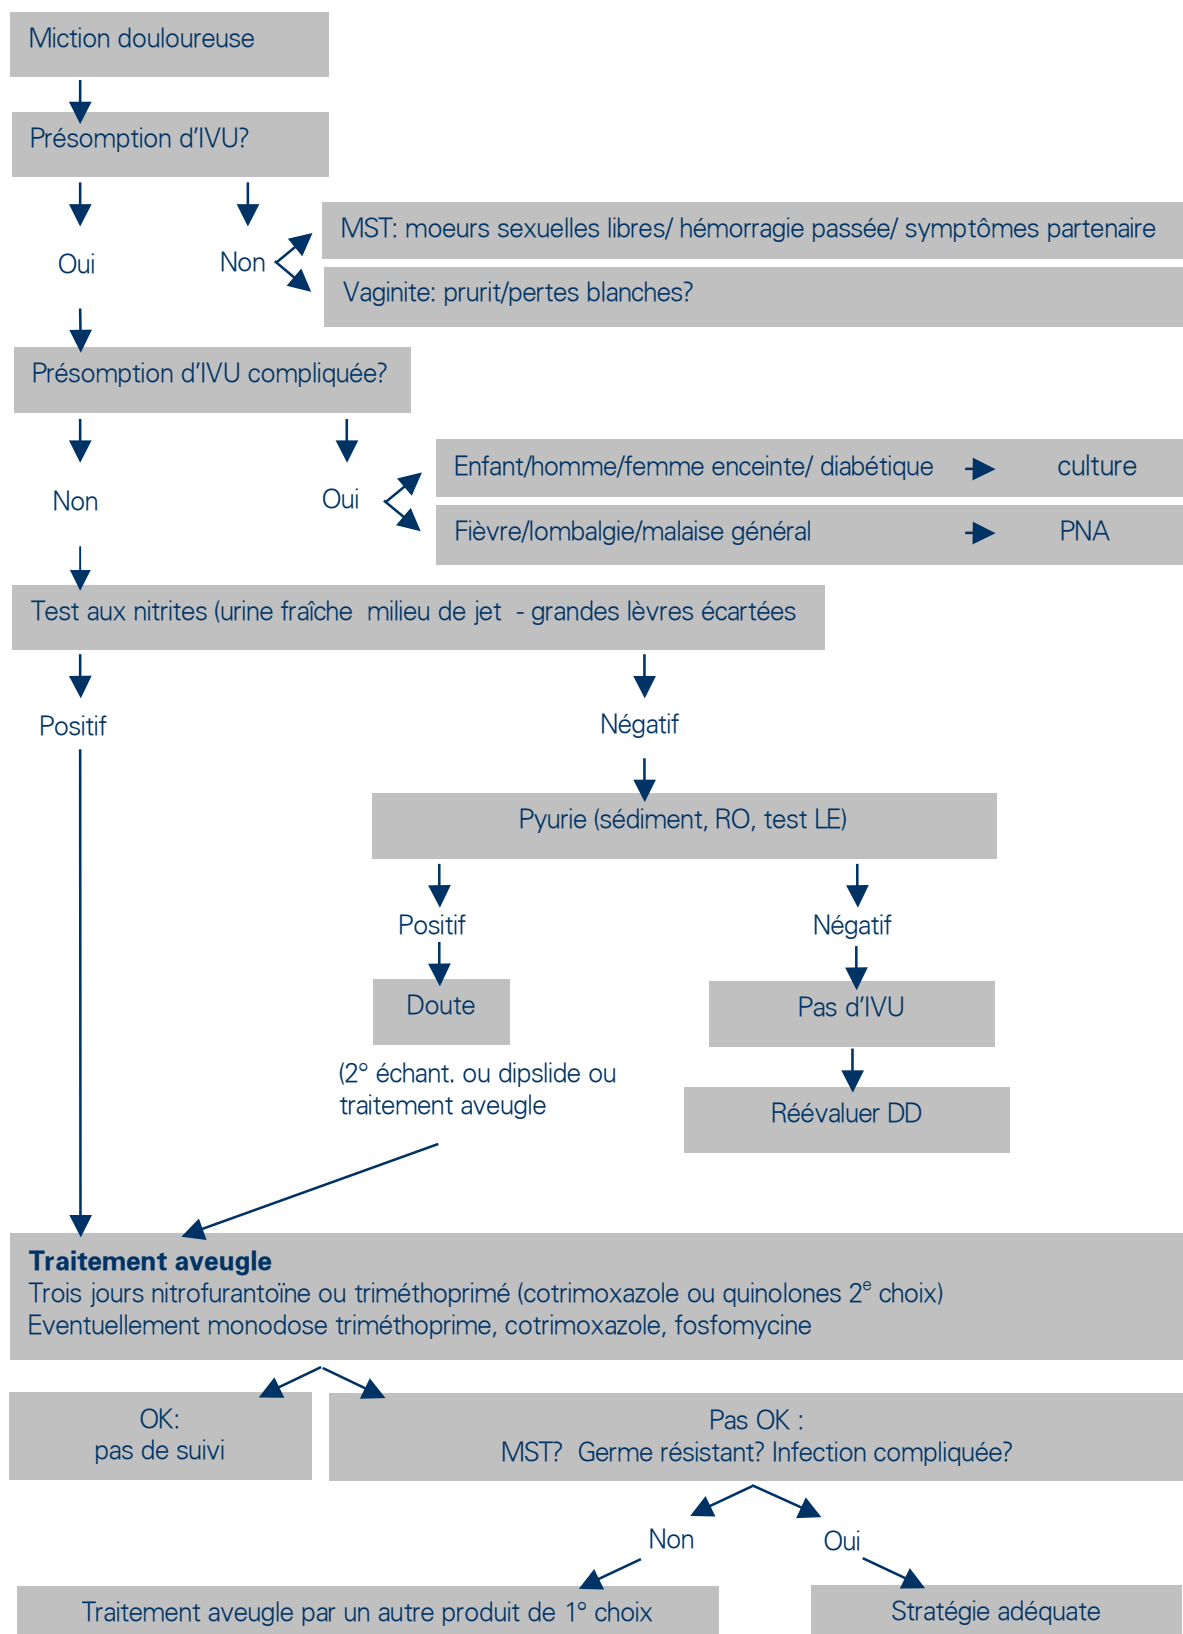 Miction douloureuse
Présomption d'IVU?
MST: moeurs sexuelles libres/ hémorragie passée/ symptômes partenaire
Oui
Non
Vaginite: prurit/pertes blanches?
Présomption d'IVU compliquée?
Enfant/homme/femme enceinte/ diabétique culture
Non
Oui
Fièvre/lombalgie/malaise général PNA
Test aux nitrites (urine fraîche milieu de jet - grandes lèvres écartées
Positif
Négatif
Pyurie (sédiment, RO, test LE)
Positif
Négatif
Doute
Pas d'IVU
(2° échant. ou dipslide ou
traitement aveugle
Réévaluer DD
Traitement aveugle
Trois jours nitrofurantoïne ou triméthoprimé (cotrimoxazole ou quinolones 2e choix)
Eventuellement monodose triméthoprime, cotrimoxazole, fosfomycine
OK:
pas de suivi
Pas OK :
MST? Germe résistant? Infection compliquée?
Non
Oui
Traitement aveugle par un autre produit de 1° choix
Stratégie adéquate